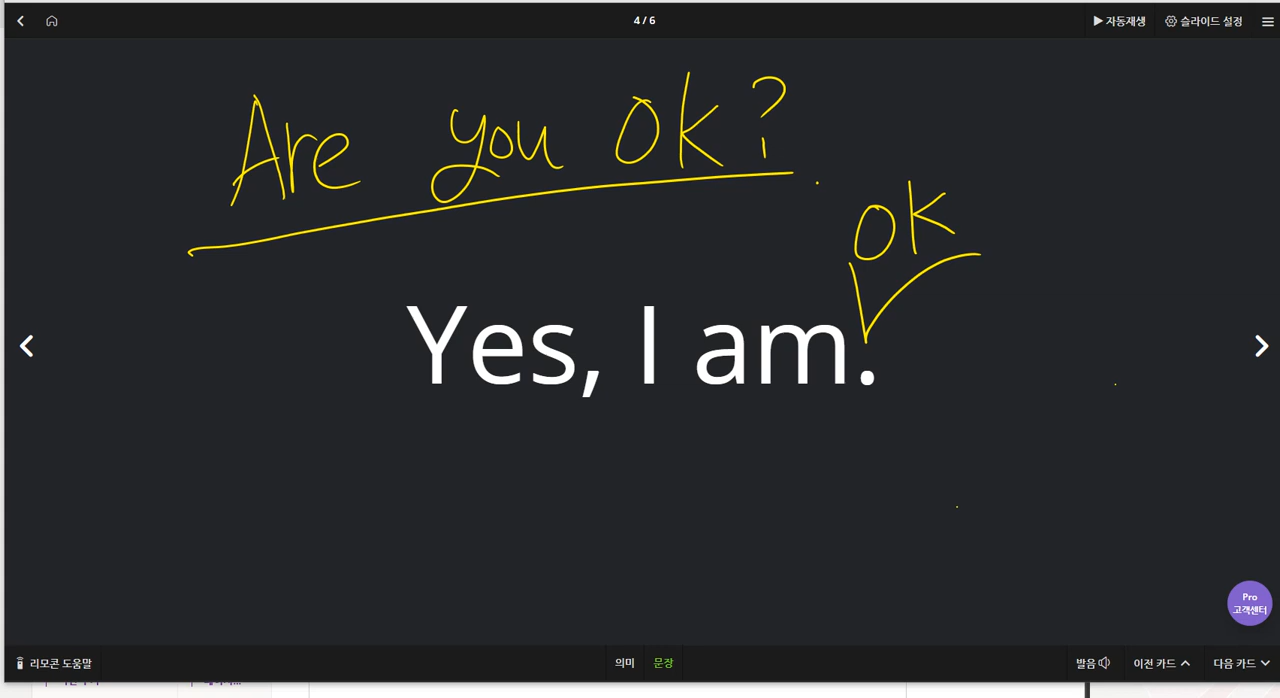 4 / 6
자동재생
슬라이드 설정
Are you ok?
ok
Yes, I am.
Pro
고객센터
리모콘 도움말
의미
문장
발음
이전 카드
다음 카드